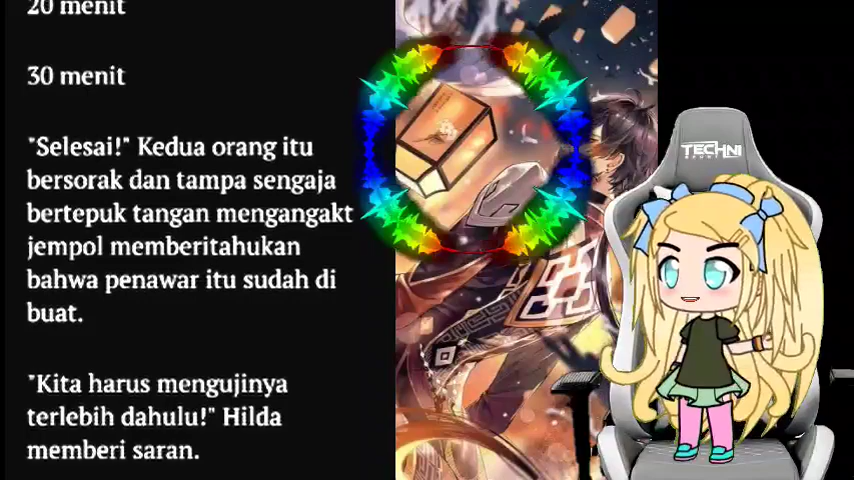 20 menit
30 menit
"Selesai!" Kedua orang itu
bersorak dan tampa sengaja
bertepuk tangan mengangakt
jempol memberitahukan
bahwa penawar itu sudah di
buat.
"Kita harus mengujinya
terlebih dahulu!" Hilda
memberi saran.
TECHNI
SPORT